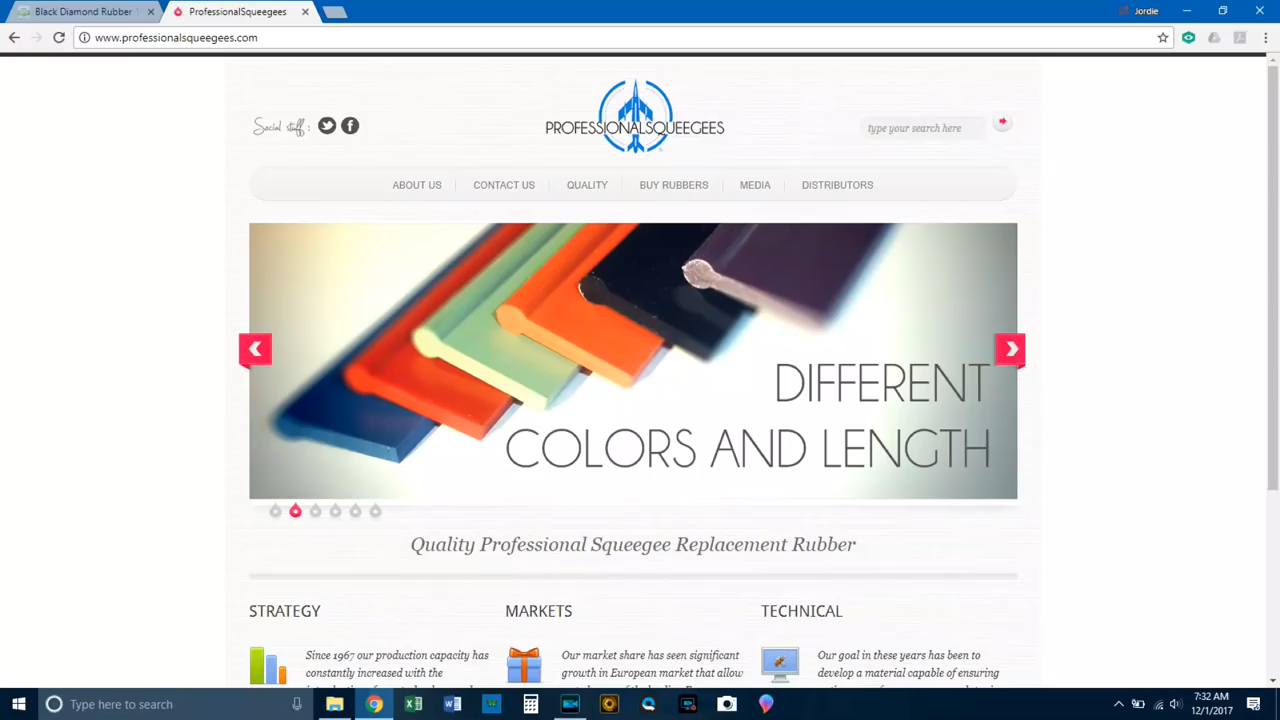 Black Diamond Rubber
ProfessionalSqueegees
Jordie
www.professionalsqueegees.com
Social stuff :
PROFESSIONALSQUEEGEES
type your search here
ABOUT US
CONTACT US
QUALITY
BUY RUBBERS
MEDIA
DISTRIBUTORS
DIFFERENT
COLORS AND LENGTH
Quality Professional Squeegee Replacement Rubber
STRATEGY
MARKETS
TECHNICAL
Since 1967 our production capacity has
constantly increased with the
Our market share has seen significant
growth in European market that allow
Our goal in these years has been to
develop a material capable of ensuring
Type here to search
7:32 AM
12/1/2017